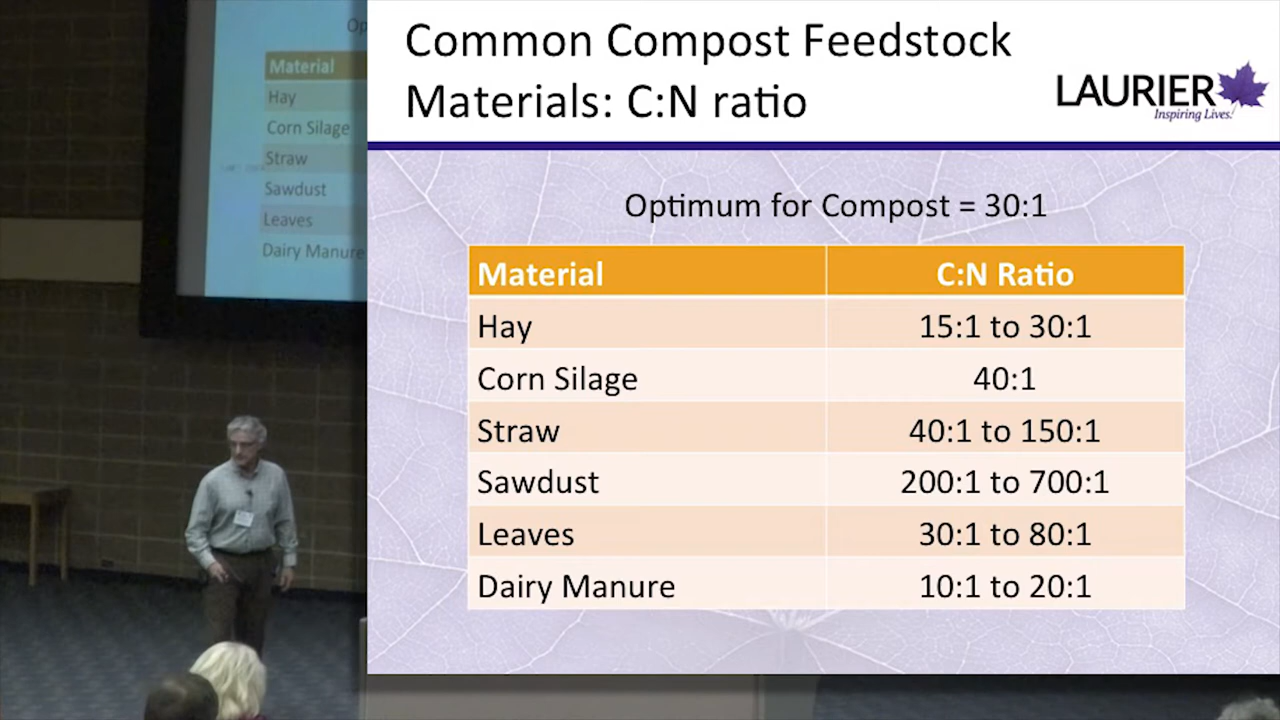 Op
Material
Hay
Corn Silage
Straw
Sawdust
Leaves
Dairy Manure
Common Compost Feedstock
Materials: C:N ratio
LAURIER
Inspiring Lives.
Optimum for Compost = 30:1
Material C:N Ratio
Hay 15:1 to 30:1
Corn Silage 40:1
Straw 40:1 to 150:1
Sawdust 200:1 to 700:1
Leaves 30:1 to 80:1
Dairy Manure 10:1 to 20:1